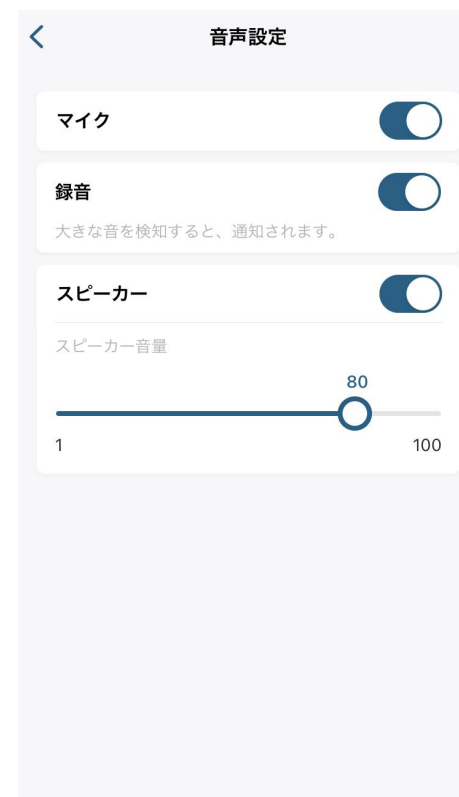 音声設定
マイク
録音
大きな音を検知すると、通知されます。
スピーカー
スピーカー音量
80
1
100